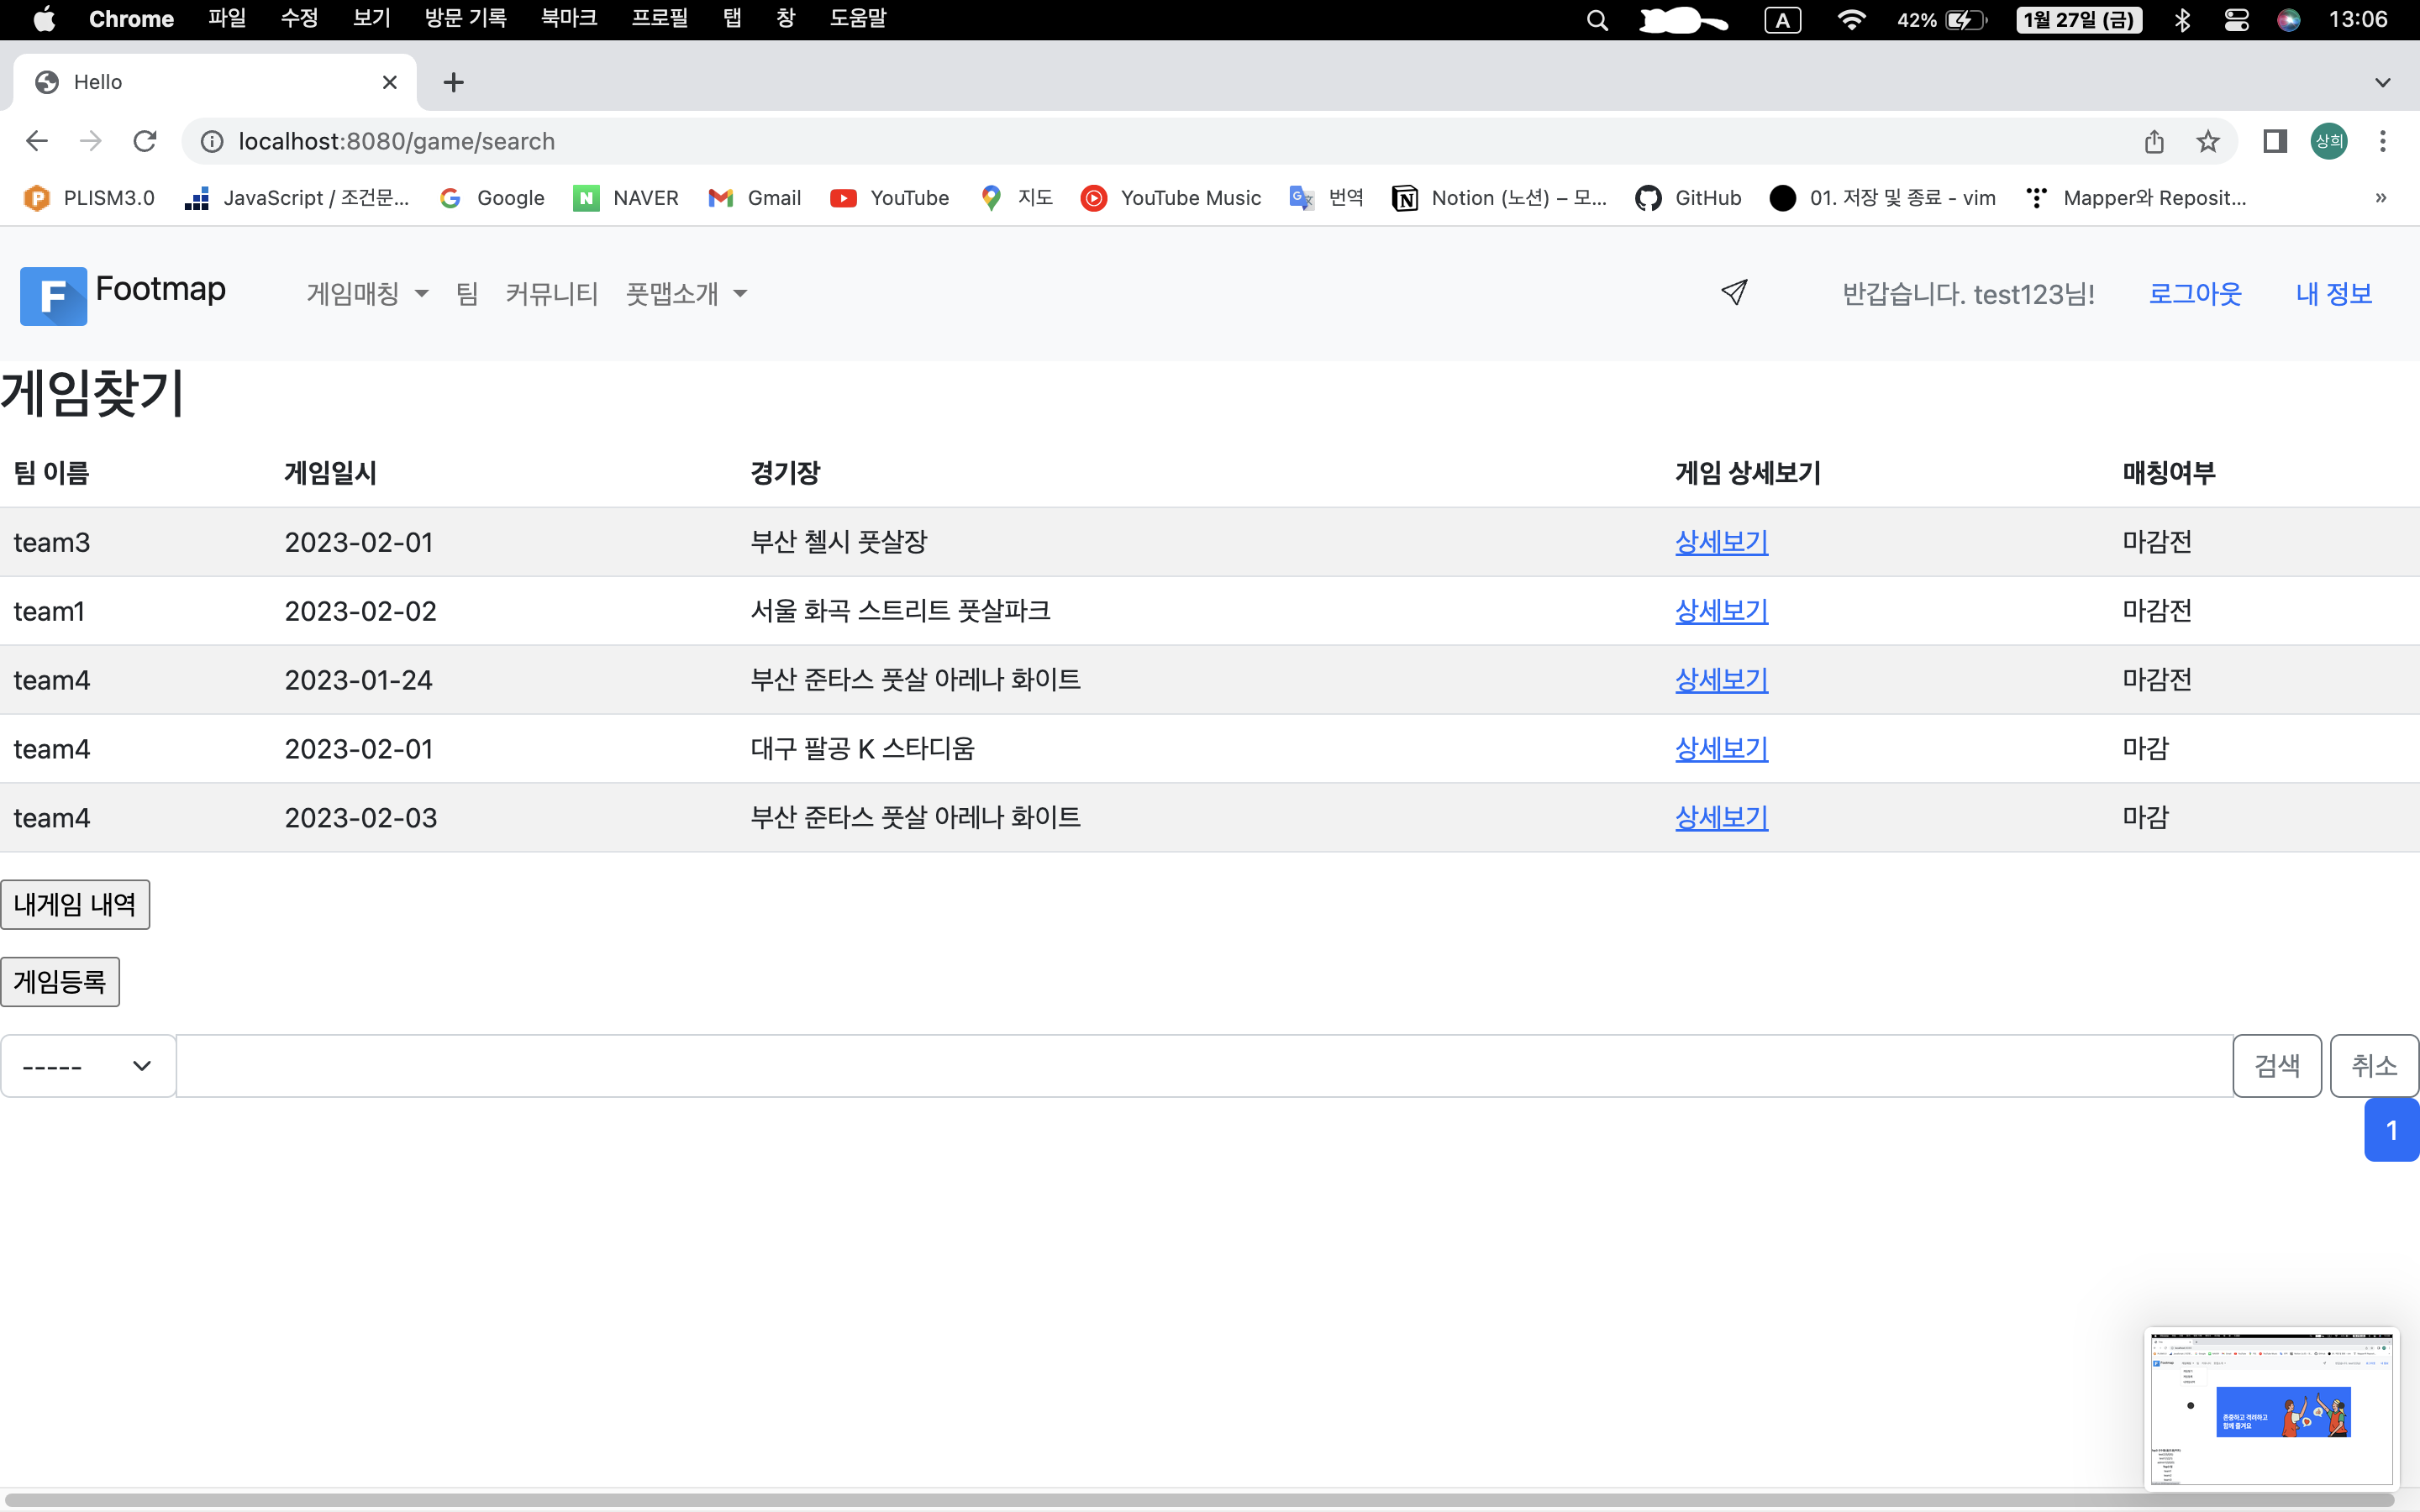 Chrome 파일 수정 보기 방문 기록 북마크 프로필 탭 창 도움말 A 42% 1월 27일 (금) 13:06
Hello
localhost:8080/game/search 상희
PLISM3.0 JavaScript / 조건문... Google NAVER Gmail YouTube 지도 YouTube Music 번역 Notion (노션) – 모... GitHub 01. 저장 및 종료 - vim Mapper와 Reposit... »
F Footmap 게임매칭 팀 커뮤니티 풋맵소개 반갑습니다. test123님! 로그아웃 내 정보
게임찾기
팀 이름 게임일시 경기장 게임 상세보기 매칭여부
team3 2023-02-01 부산 첼시 풋살장 상세보기 마감전
team1 2023-02-02 서울 화곡 스트리트 풋살파크 상세보기 마감전
team4 2023-01-24 부산 준타스 풋살 아레나 화이트 상세보기 마감전
team4 2023-02-01 대구 팔공 K 스타디움 상세보기 마감
team4 2023-02-03 부산 준타스 풋살 아레나 화이트 상세보기 마감
내게임 내역
게임등록
----- 검색 취소
1
존중하고 격려하고
함께 즐겨요